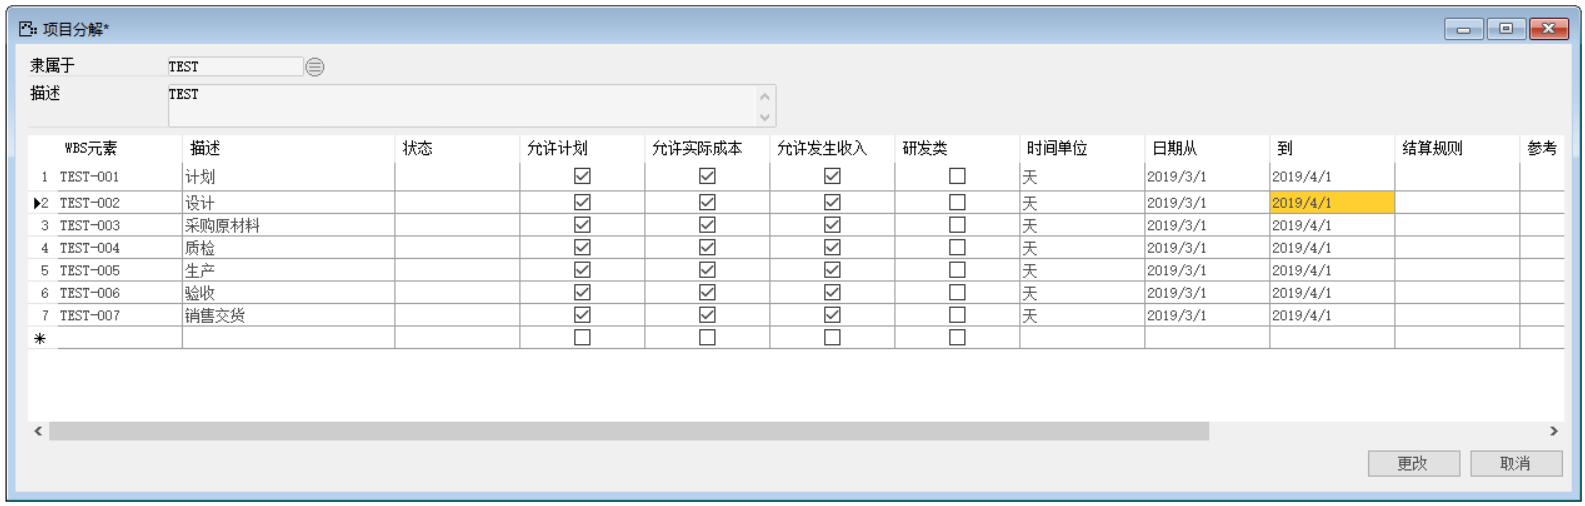 项目分解*
隶属于 TEST
描述 TEST
WBS元素 描述 状态 允许计划 允许实际成本 允许发生收入 研发类 时间单位 日期从 到 结算规则 参考
1 TEST-001 计划 天 2019/3/1 2019/4/1
2 TEST-002 设计 天 2019/3/1 2019/4/1
3 TEST-003 采购原材料 天 2019/3/1 2019/4/1
4 TEST-004 质检 天 2019/3/1 2019/4/1
5 TEST-005 生产 天 2019/3/1 2019/4/1
6 TEST-006 验收 天 2019/3/1 2019/4/1
7 TEST-007 销售交货 天 2019/3/1 2019/4/1
*
更改 取消